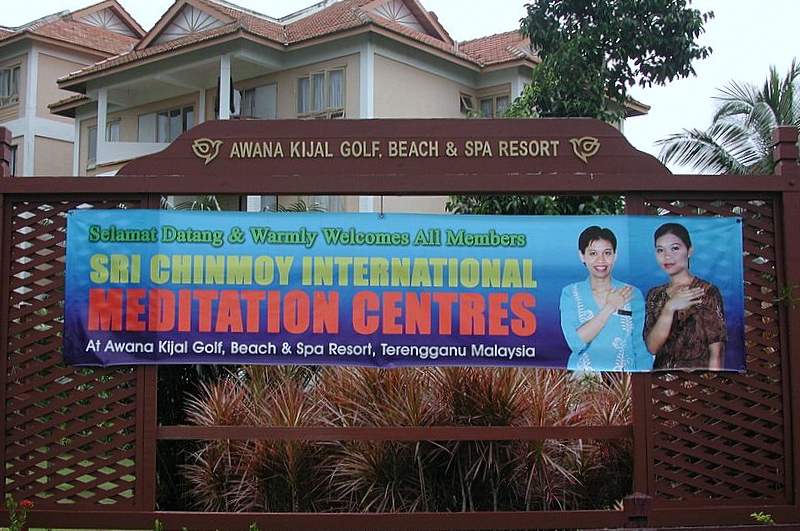 AWANA KIJAL GOLF, BEACH & SPA RESORT
Selamat Datang & Warmly Welcomes All Members
SRI CHINMOY INTERNATIONAL
MEDITATION CENTRES
At Awana Kijal Golf, Beach & Spa Resort, Terengganu Malaysia